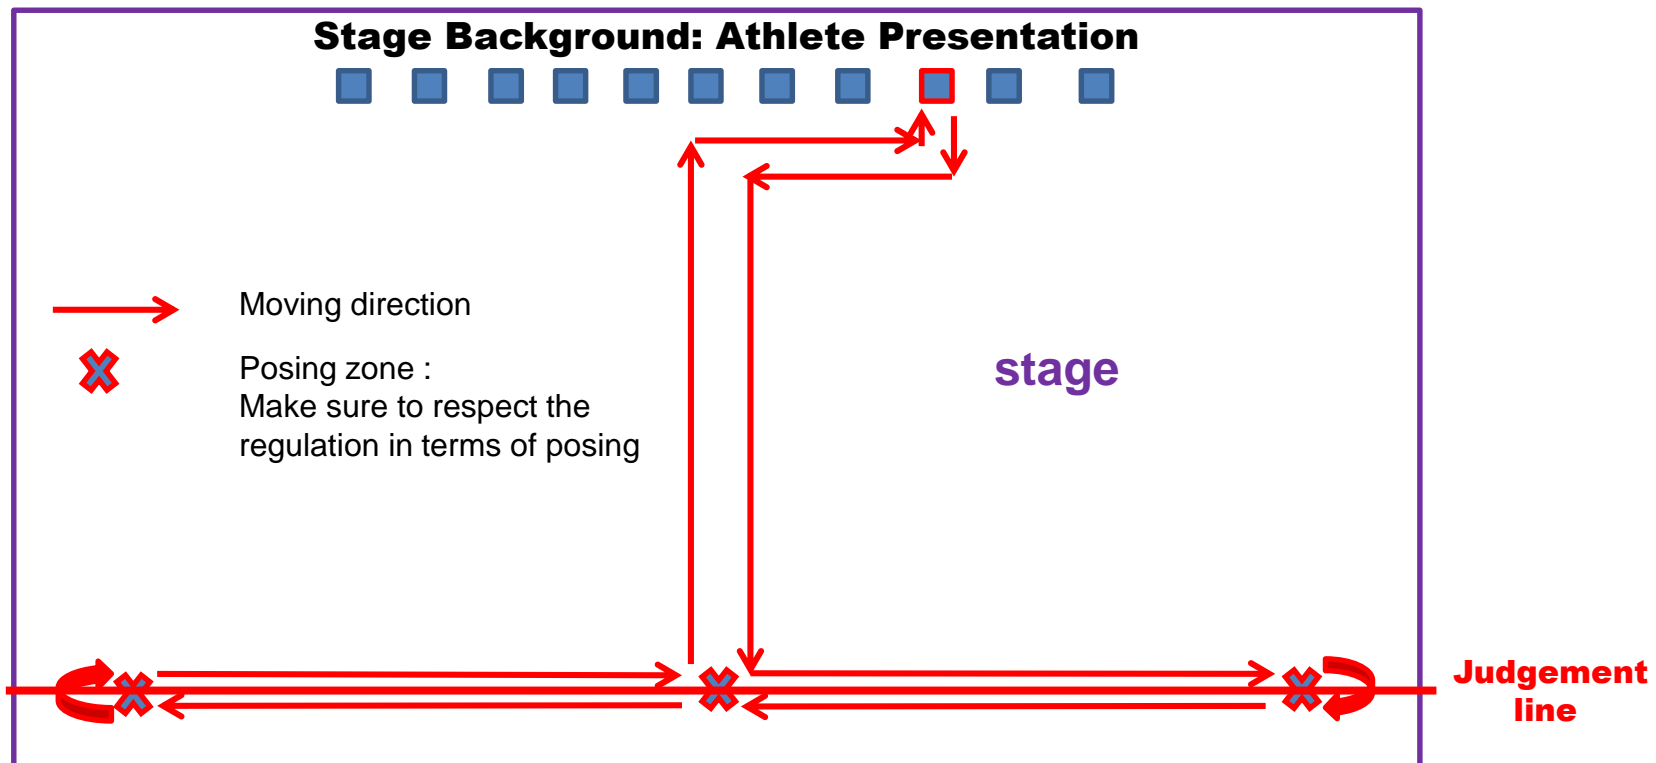 Stage Background: Athlete Presentation
Moving direction
Posing zone :
Make sure to respect the
regulation in terms of posing
stage
Judgement
line